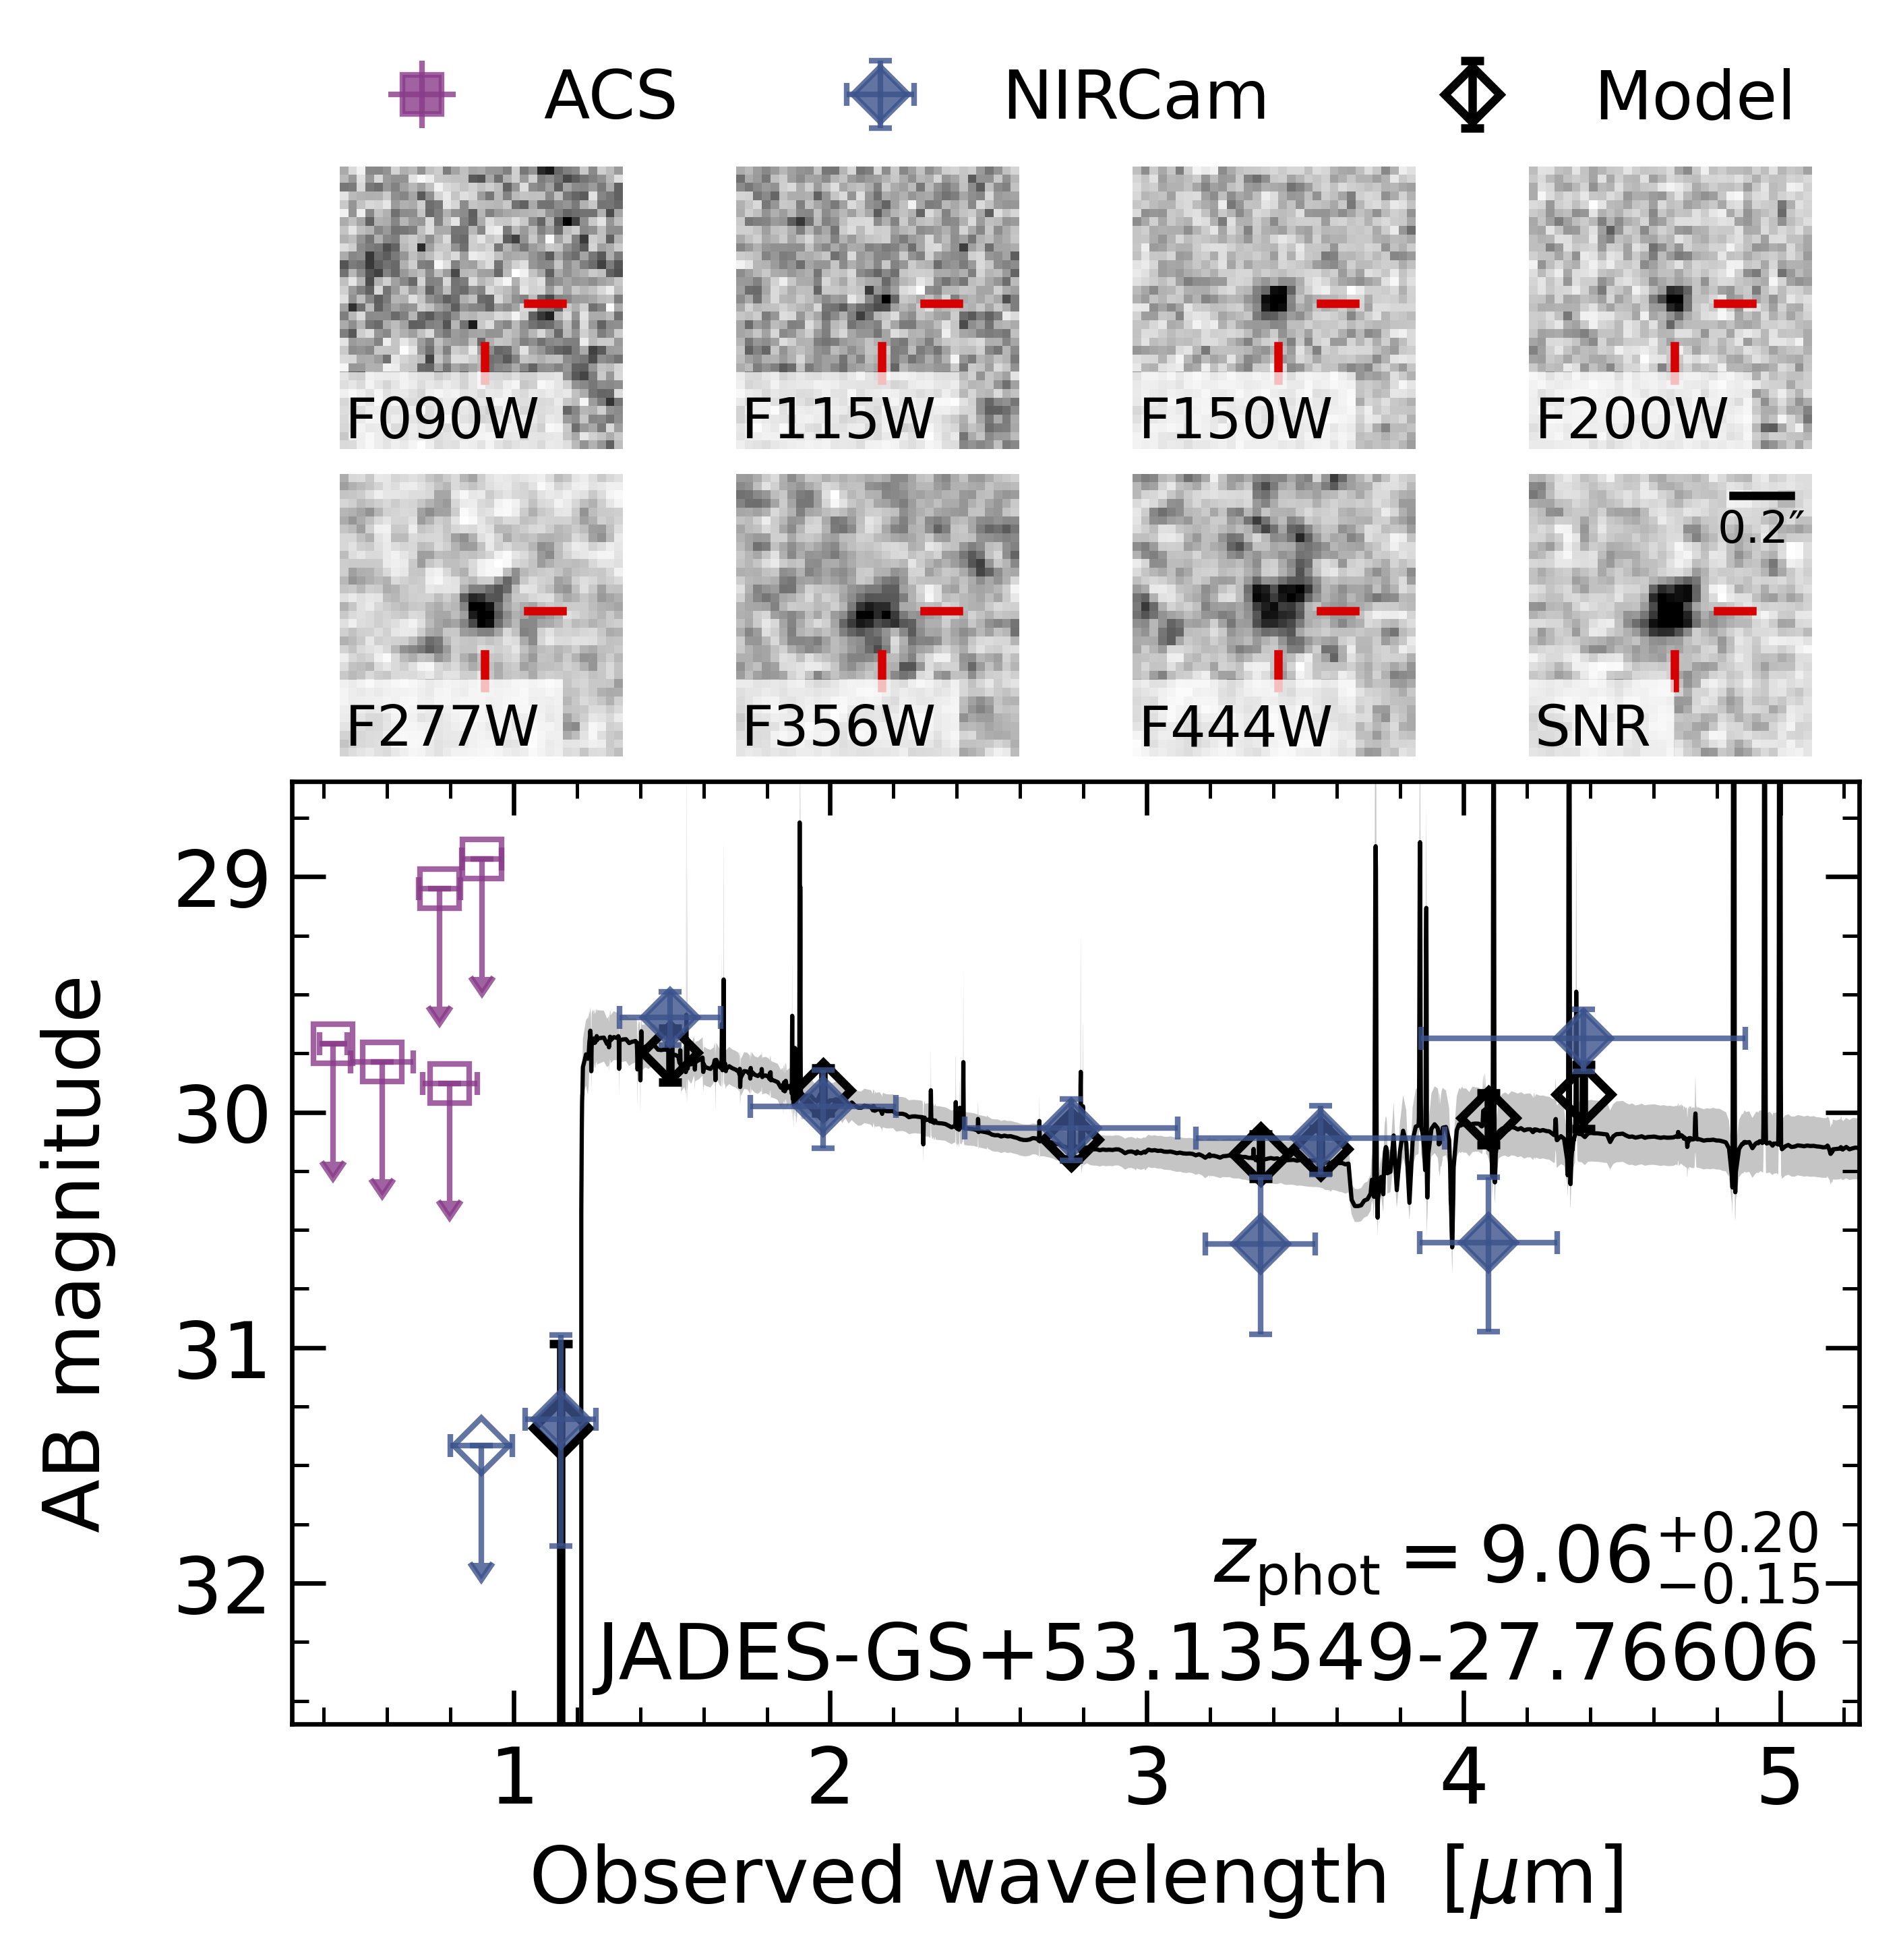 ACS NIRCam Model
F090W F115W F150W F200W
0.2″
F277W F356W F444W SNR
29
30
31
32
AB magnitude
z_phot = 9.06 +0.20 −0.15
JADES-GS+53.13549-27.76606
1 2 3 4 5
Observed wavelength [μm]